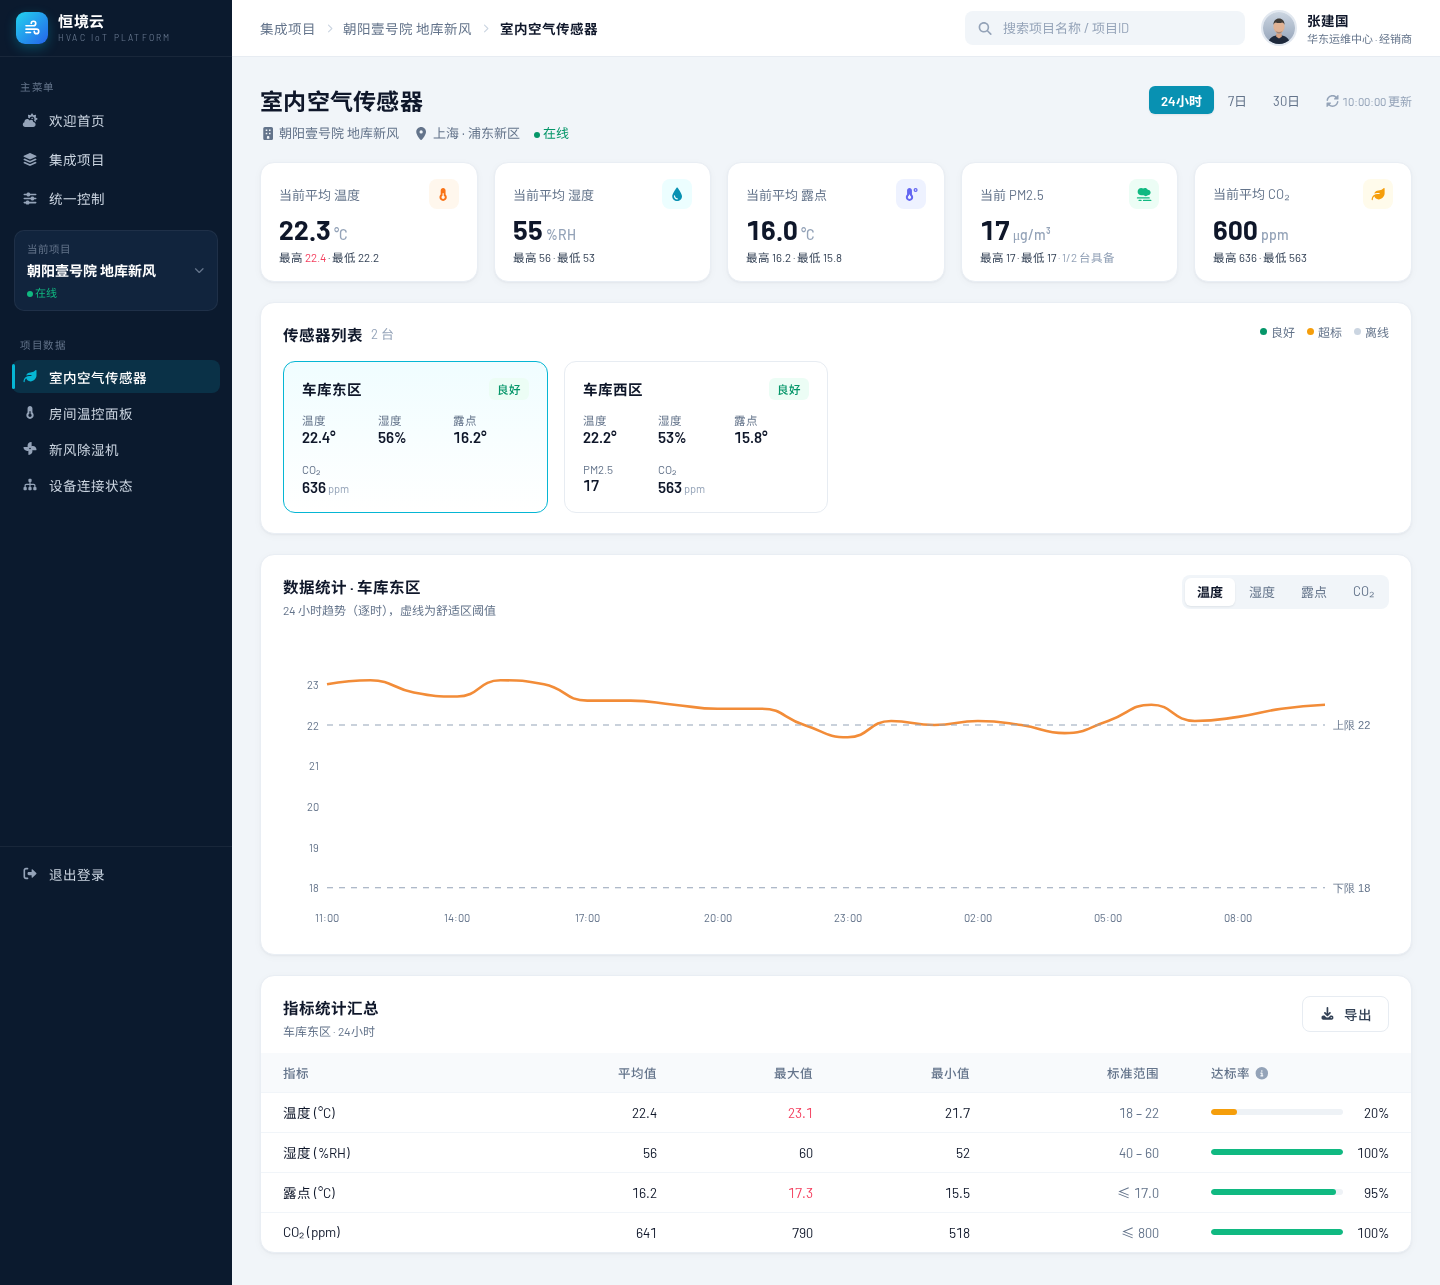 恒境云
HVAC IoT PLATFORM
主菜单
欢迎首页
集成项目
统一控制
当前项目
朝阳壹号院 地库新风
在线
项目数据
室内空气传感器
房间温控面板
新风除湿机
设备连接状态
退出登录
集成项目 > 朝阳壹号院 地库新风 > 室内空气传感器
搜索项目名称 / 项目ID
张建国
华东运维中心 · 经销商
室内空气传感器
24小时 7日 30日 10:00:00 更新
朝阳壹号院 地库新风 上海 · 浦东新区 在线
当前平均 温度
22.3 °C
最高 22.4 · 最低 22.2
当前平均 湿度
55 %RH
最高 56 · 最低 53
当前平均 露点
16.0 °C
最高 16.2 · 最低 15.8
当前 PM2.5
17 μg/m³
最高 17 · 最低 17 · 1/2 台具备
当前平均 CO₂
600 ppm
最高 636 · 最低 563
传感器列表 2 台
良好 超标 离线
车库东区 良好
温度 湿度 露点
22.4° 56% 16.2°
CO₂
636 ppm
车库西区 良好
温度 湿度 露点
22.2° 53% 15.8°
PM2.5 CO₂
17 563 ppm
数据统计 · 车库东区
24 小时趋势（逐时），虚线为舒适区阈值
温度 湿度 露点 CO₂
23
22
21
20
19
18
上限 22
下限 18
11:00 14:00 17:00 20:00 23:00 02:00 05:00 08:00
指标统计汇总
车库东区 · 24小时
导出
指标 平均值 最大值 最小值 标准范围 达标率
温度 (°C) 22.4 23.1 21.7 18 – 22 20%
湿度 (%RH) 56 60 52 40 – 60 100%
露点 (°C) 16.2 17.3 15.5 ≤ 17.0 95%
CO₂ (ppm) 641 790 518 ≤ 800 100%